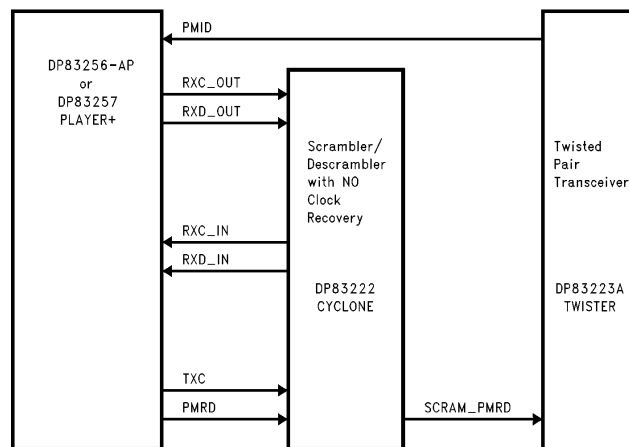 PMID
DP83256-AP
or
DP83257
PLAYER+
RXC_OUT
RXD_OUT
Scrambler/
Descrambler
with NO
Clock
Recovery
Twisted
Pair
Transceiver
RXC_IN
RXD_IN
DP83222
CYCLONE
DP83223A
TWISTER
TXC
PMRD
SCRAM_PMRD